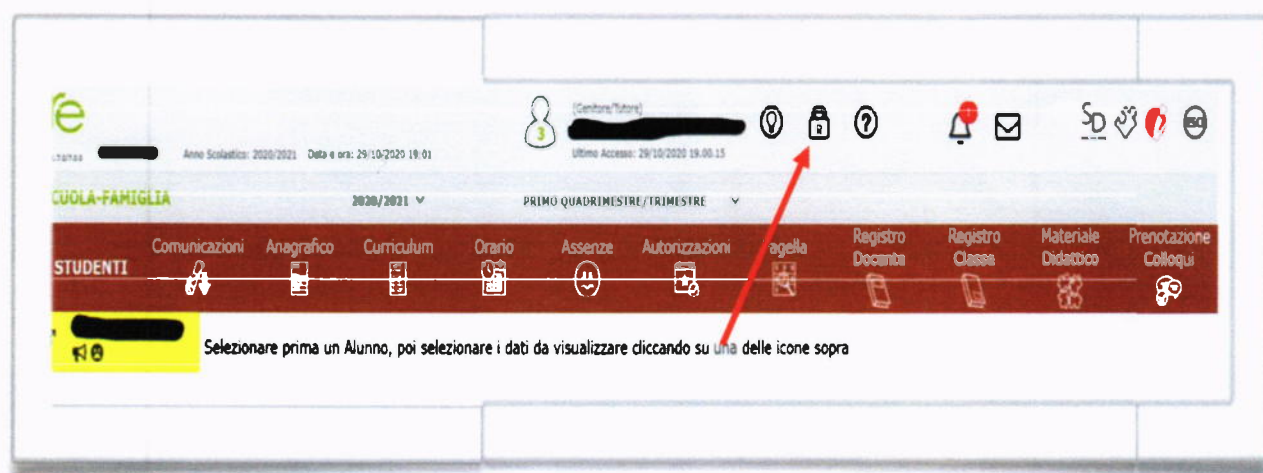 re
[Genitore/Tutore]
3
Anno Scolastico: 2020/2021 Data e ora: 29/10/2020 19:01
Ultimo Accesso: 29/10/2020 19.00.15
SD
ESC
CUOLA-FAMIGLIA
2020/2021
PRIMO QUADRIMESTRE/TRIMESTRE
STUDENTI
Comunicazioni
Anagrafico
Curriculum
Orario
Assenze
Autorizzazioni
agella
Registro
Docente
Registro
Classe
Materiale
Didattico
Prenotazione
Colloqui
Selezionare prima un Alunno, poi selezionare i dati da visualizzare cliccando su una delle icone sopra